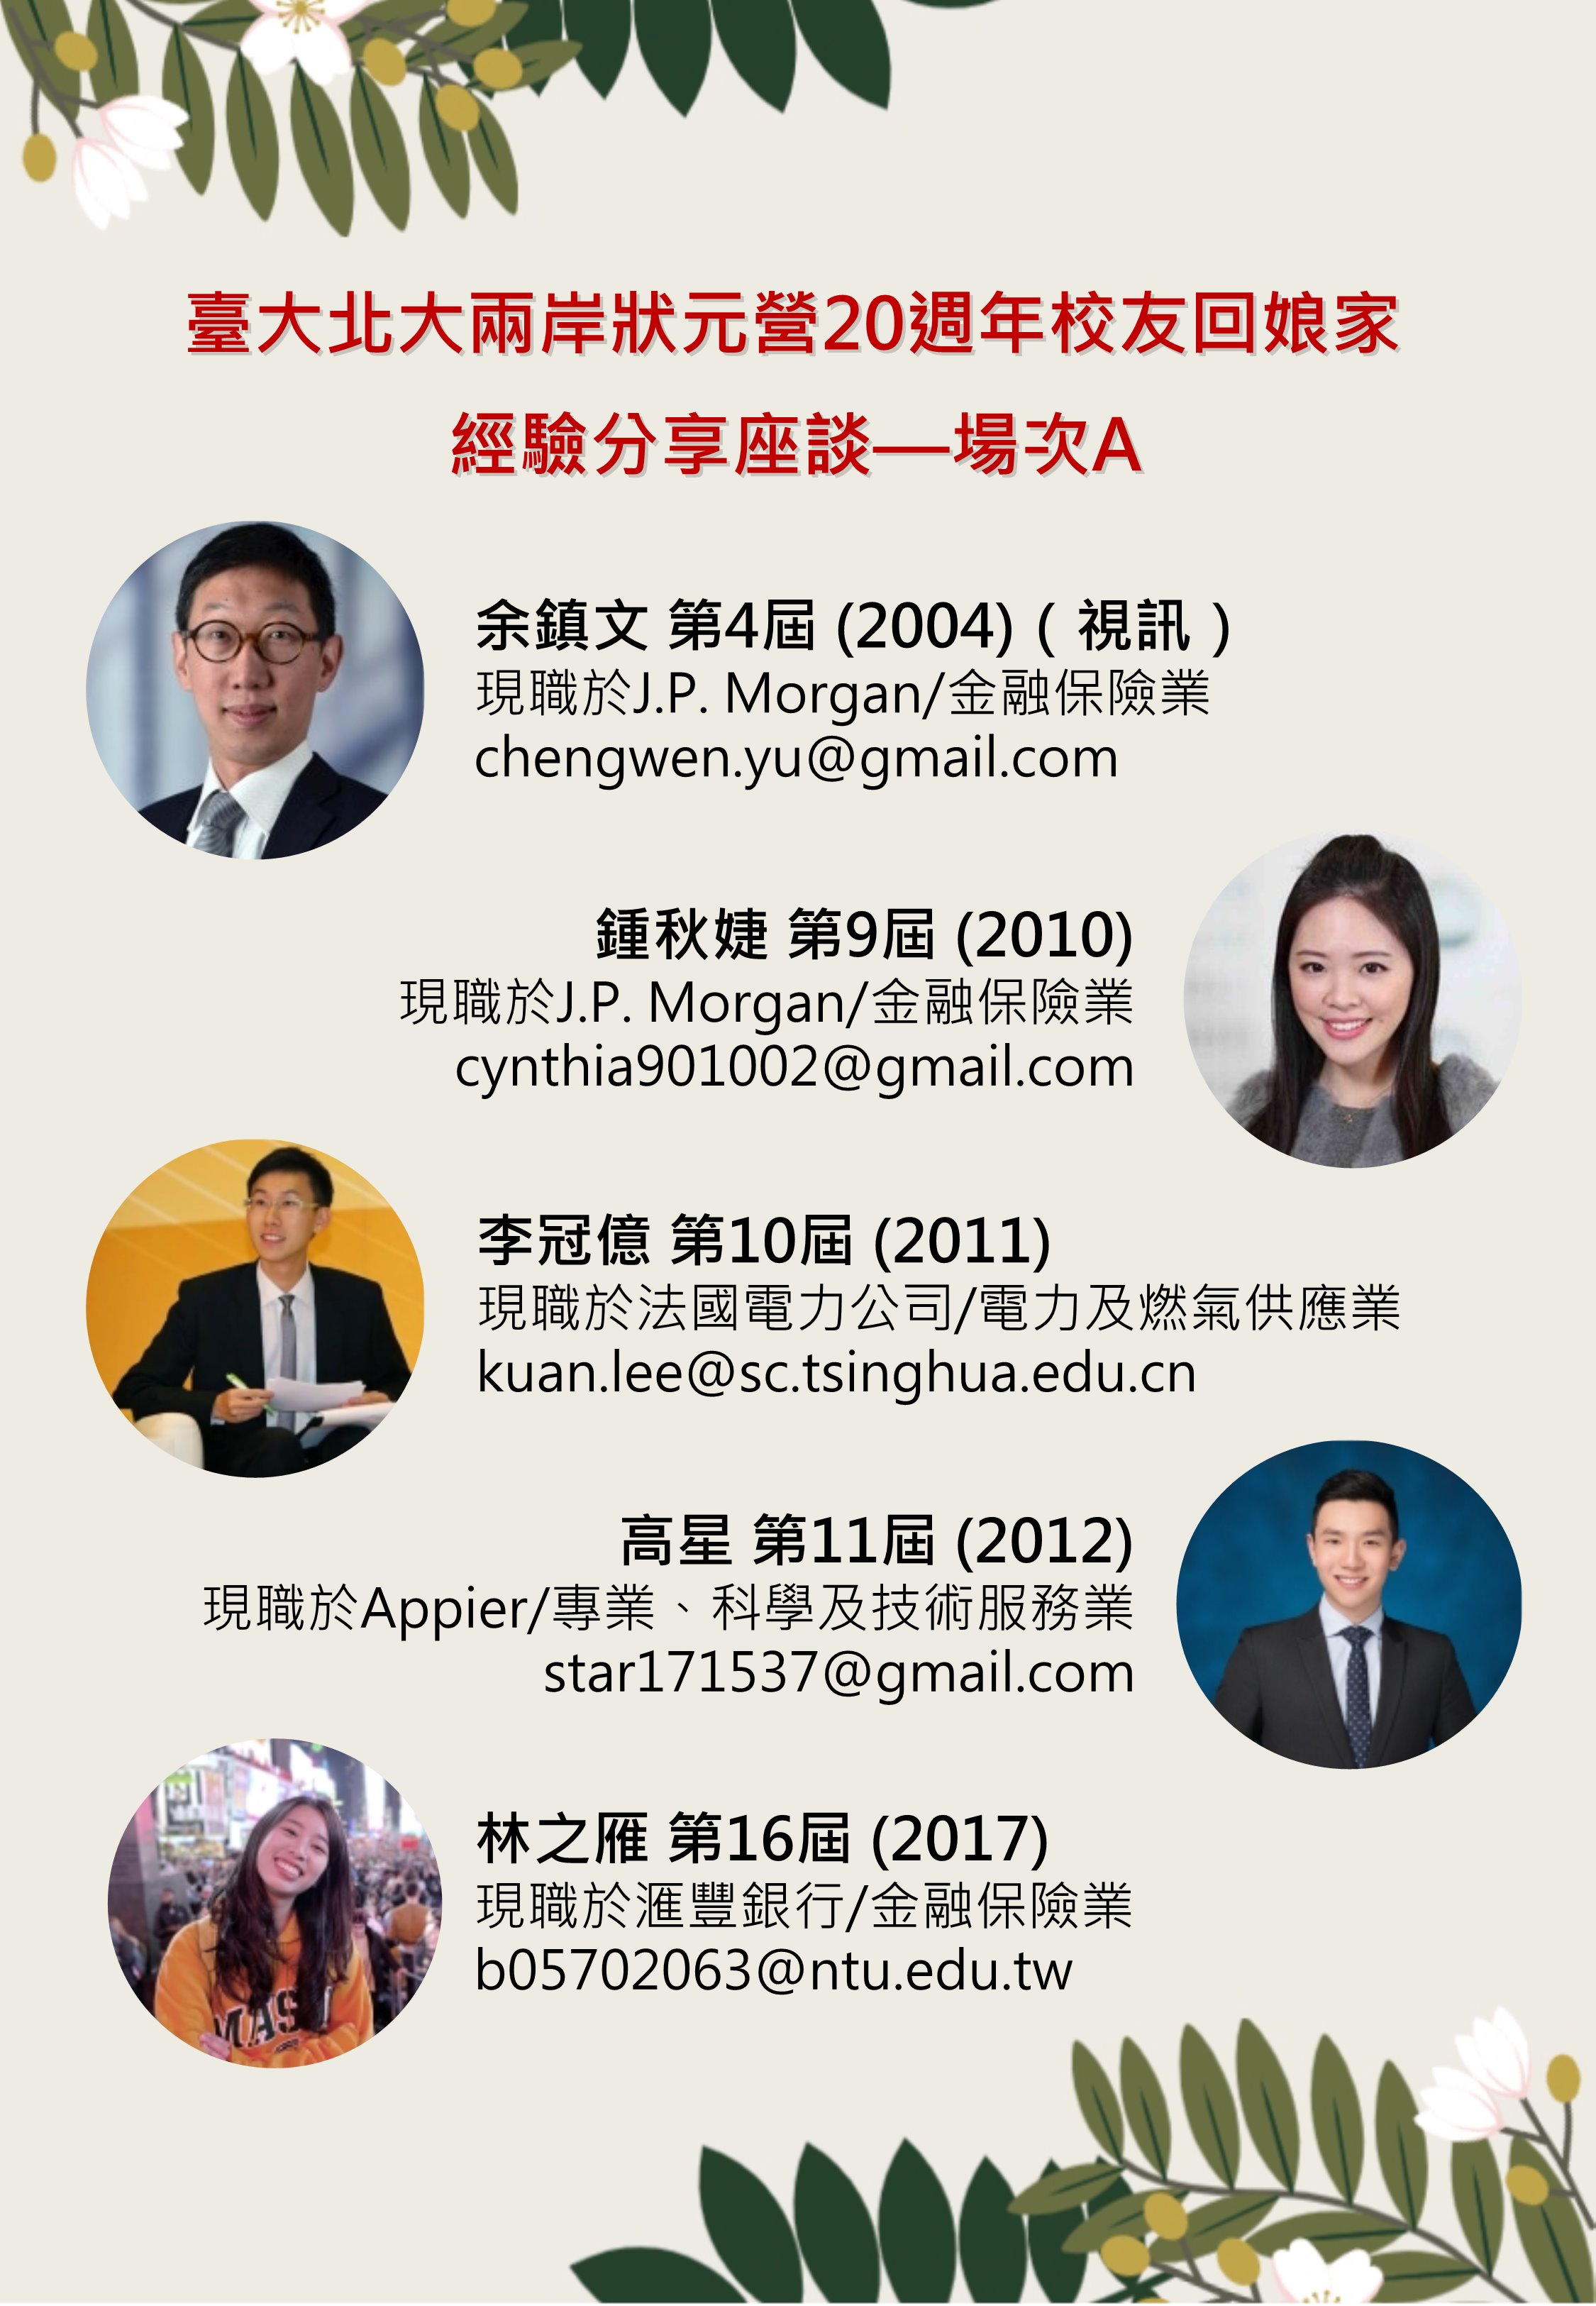 臺大北大兩岸狀元營20週年校友回娘家
經驗分享座談—場次A
余鎮文 第4屆 (2004)（視訊）
現職於J.P. Morgan/金融保險業
chengwen.yu@gmail.com
鍾秋婕 第9屆 (2010)
現職於J.P. Morgan/金融保險業
cynthia901002@gmail.com
李冠億 第10屆 (2011)
現職於法國電力公司/電力及燃氣供應業
kuan.lee@sc.tsinghua.edu.cn
高星 第11屆 (2012)
現職於Appier/專業、科學及技術服務業
star171537@gmail.com
林之雁 第16屆 (2017)
現職於滙豐銀行/金融保險業
b05702063@ntu.edu.tw